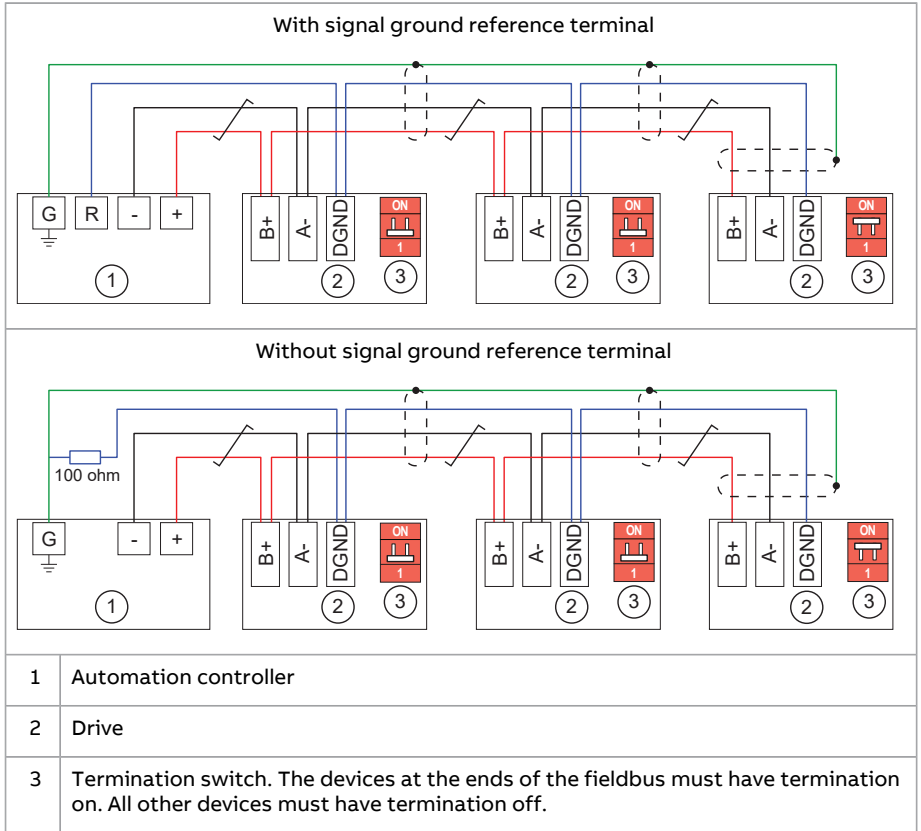 With signal ground reference terminal
G R - + B+ A- DGND ON 1 B+ A- DGND ON 1 B+ A- DGND ON 1
1 2 3 2 3 2 3
Without signal ground reference terminal
100 ohm
G - + B+ A- DGND ON 1 B+ A- DGND ON 1 B+ A- DGND ON 1
1 2 3 2 3 2 3
1 Automation controller
2 Drive
3 Termination switch. The devices at the ends of the fieldbus must have termination
on. All other devices must have termination off.